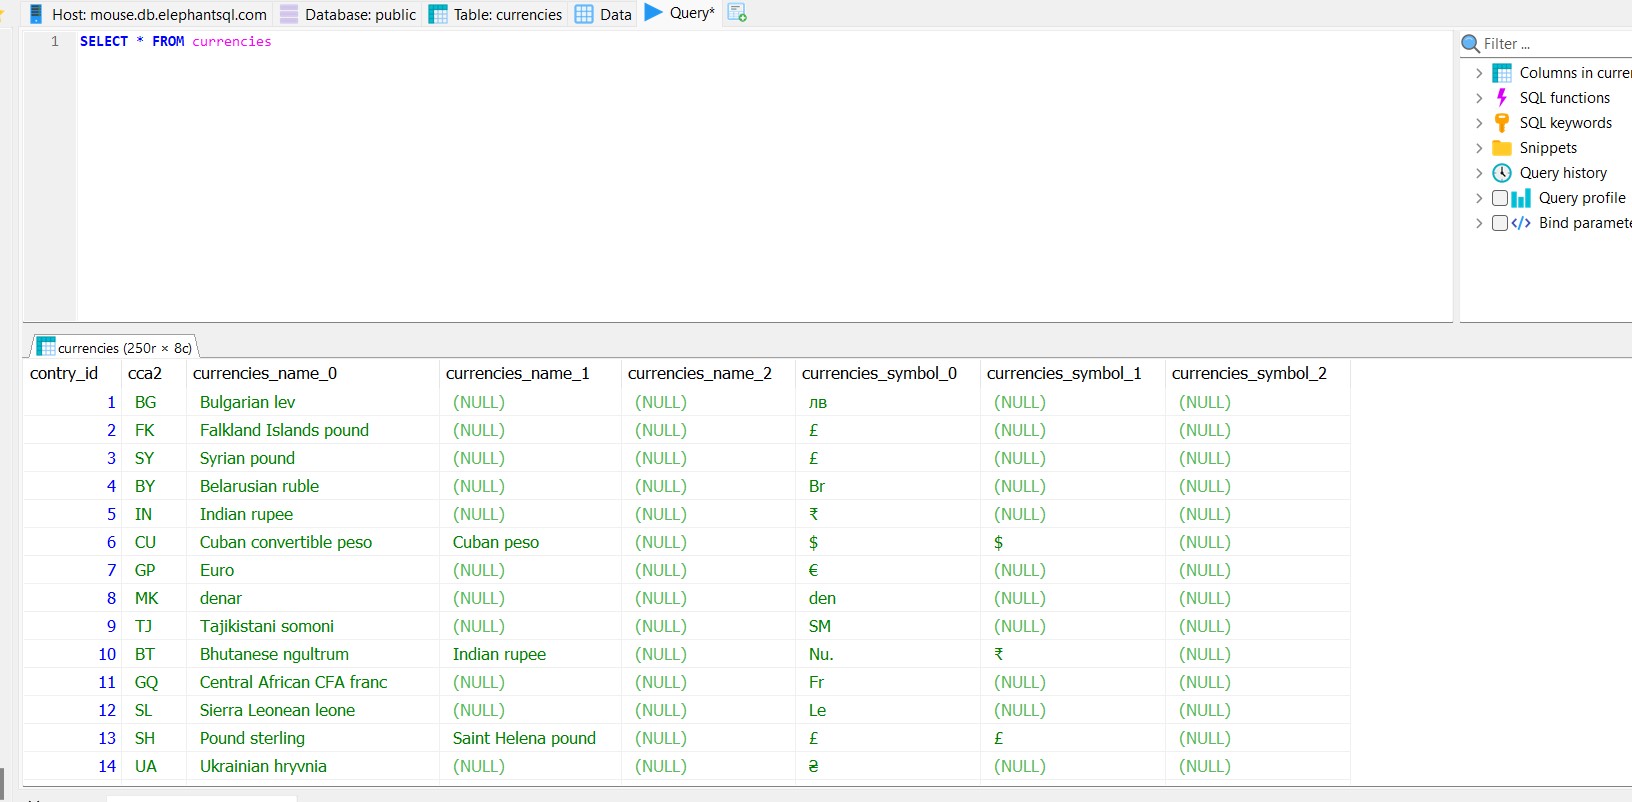 Host: mouse.db.elephantsql.com Database: public Table: currencies Data Query*
1 SELECT * FROM currencies
Filter ...
Columns in curre
SQL functions
SQL keywords
Snippets
Query history
Query profile
Bind paramete
currencies (250r × 8c)
contry_id cca2 currencies_name_0 currencies_name_1 currencies_name_2 currencies_symbol_0 currencies_symbol_1 currencies_symbol_2
1 BG Bulgarian lev (NULL) (NULL) лв (NULL) (NULL)
2 FK Falkland Islands pound (NULL) (NULL) £ (NULL) (NULL)
3 SY Syrian pound (NULL) (NULL) £ (NULL) (NULL)
4 BY Belarusian ruble (NULL) (NULL) Br (NULL) (NULL)
5 IN Indian rupee (NULL) (NULL) ₹ (NULL) (NULL)
6 CU Cuban convertible peso Cuban peso (NULL) $ $ (NULL)
7 GP Euro (NULL) (NULL) € (NULL) (NULL)
8 MK denar (NULL) (NULL) den (NULL) (NULL)
9 TJ Tajikistani somoni (NULL) (NULL) SM (NULL) (NULL)
10 BT Bhutanese ngultrum Indian rupee (NULL) Nu. ₹ (NULL)
11 GQ Central African CFA franc (NULL) (NULL) Fr (NULL) (NULL)
12 SL Sierra Leonean leone (NULL) (NULL) Le (NULL) (NULL)
13 SH Pound sterling Saint Helena pound (NULL) £ £ (NULL)
14 UA Ukrainian hryvnia (NULL) (NULL) ₴ (NULL) (NULL)